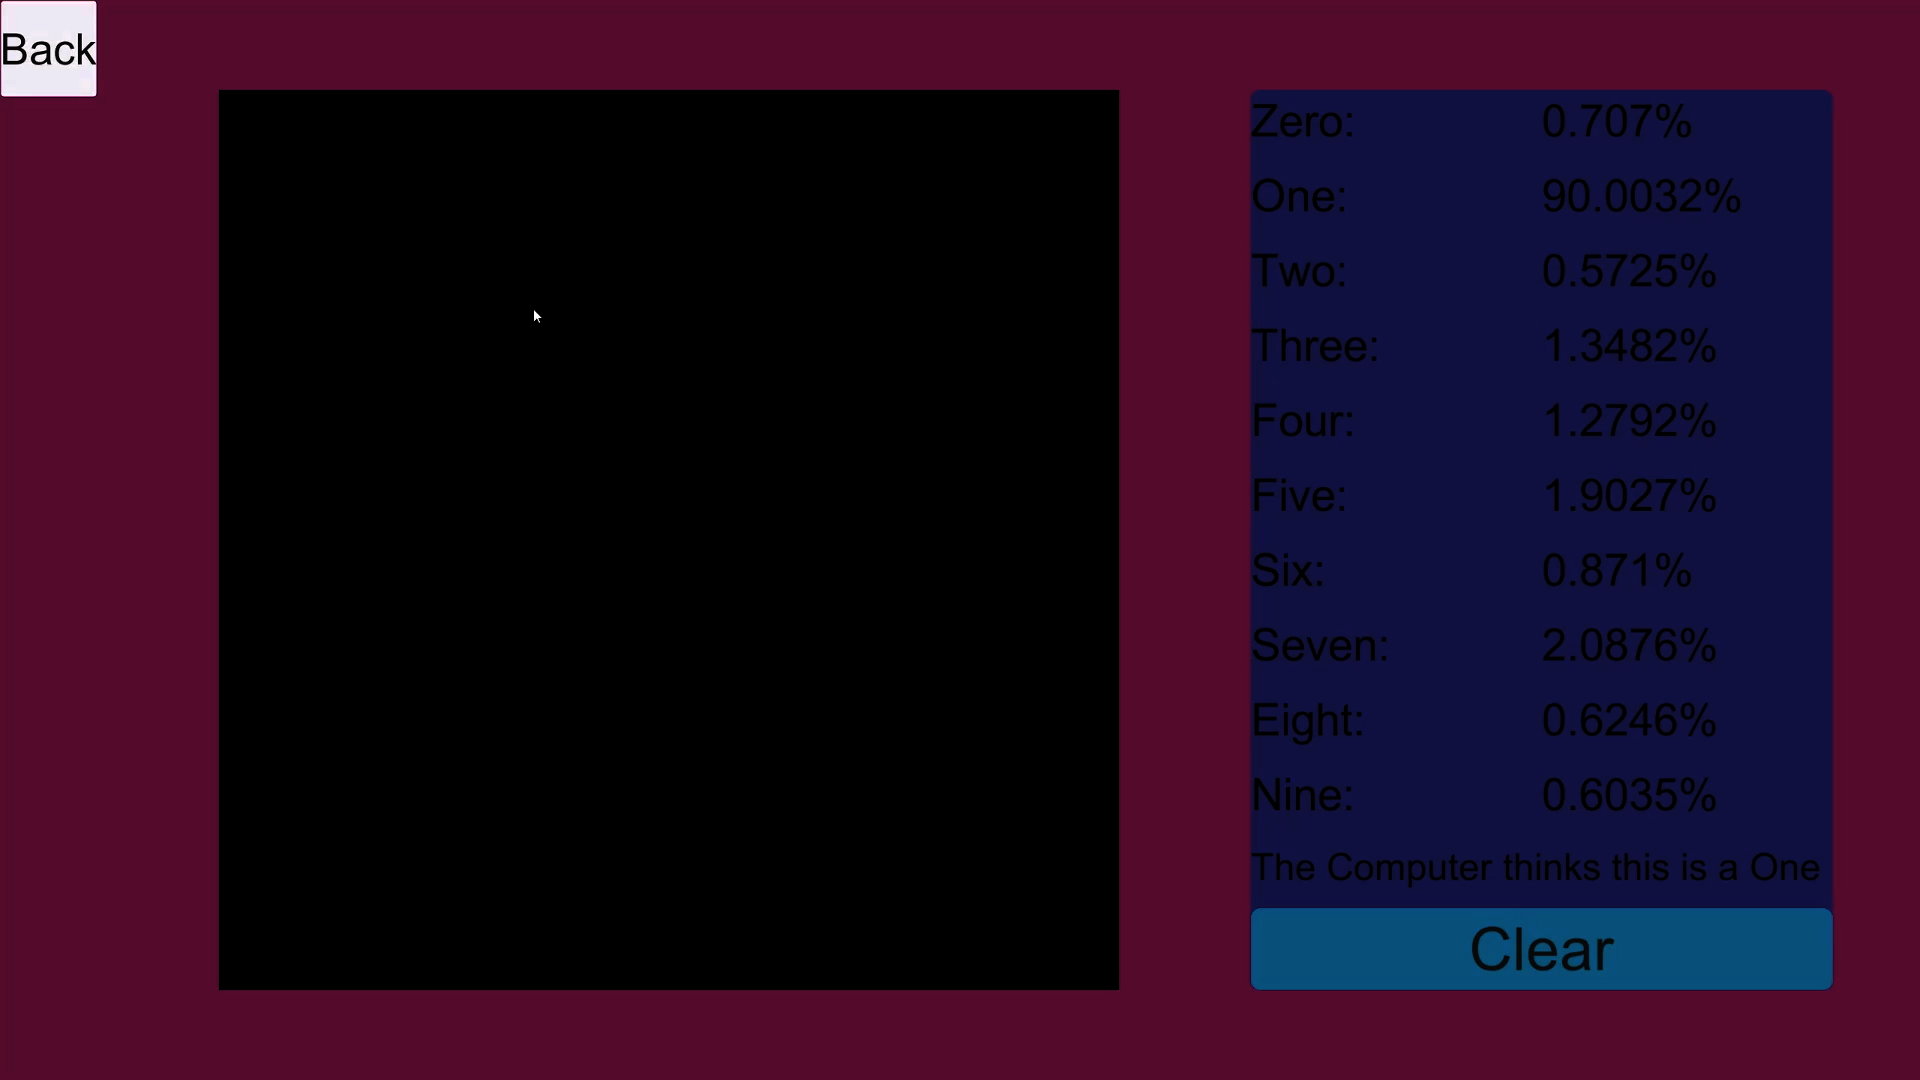 Back
Zero: 0.707%
One: 90.0032%
Two: 0.5725%
Three: 1.3482%
Four: 1.2792%
Five: 1.9027%
Six: 0.871%
Seven: 2.0876%
Eight: 0.6246%
Nine: 0.6035%
The Computer thinks this is a One
Clear